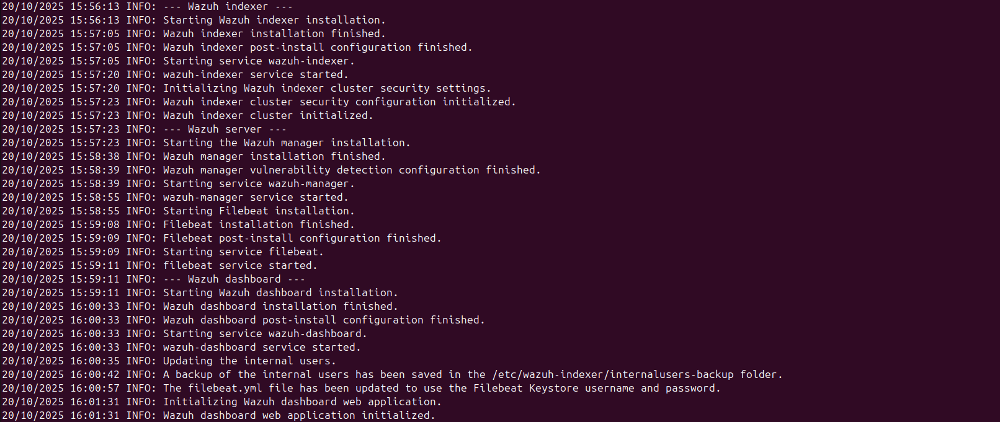 20/10/2025 15:56:13 INFO: --- Wazuh indexer ---
20/10/2025 15:56:13 INFO: Starting Wazuh indexer installation.
20/10/2025 15:57:05 INFO: Wazuh indexer installation finished.
20/10/2025 15:57:05 INFO: Wazuh indexer post-install configuration finished.
20/10/2025 15:57:05 INFO: Starting service wazuh-indexer.
20/10/2025 15:57:20 INFO: wazuh-indexer service started.
20/10/2025 15:57:20 INFO: Initializing Wazuh indexer cluster security settings.
20/10/2025 15:57:23 INFO: Wazuh indexer cluster security configuration initialized.
20/10/2025 15:57:23 INFO: Wazuh indexer cluster initialized.
20/10/2025 15:57:23 INFO: --- Wazuh server ---
20/10/2025 15:57:23 INFO: Starting the Wazuh manager installation.
20/10/2025 15:58:38 INFO: Wazuh manager installation finished.
20/10/2025 15:58:39 INFO: Wazuh manager vulnerability detection configuration finished.
20/10/2025 15:58:39 INFO: Starting service wazuh-manager.
20/10/2025 15:58:55 INFO: wazuh-manager service started.
20/10/2025 15:58:55 INFO: Starting Filebeat installation.
20/10/2025 15:59:08 INFO: Filebeat installation finished.
20/10/2025 15:59:09 INFO: Filebeat post-install configuration finished.
20/10/2025 15:59:09 INFO: Starting service filebeat.
20/10/2025 15:59:11 INFO: filebeat service started.
20/10/2025 15:59:11 INFO: --- Wazuh dashboard ---
20/10/2025 15:59:11 INFO: Starting Wazuh dashboard installation.
20/10/2025 16:00:33 INFO: Wazuh dashboard installation finished.
20/10/2025 16:00:33 INFO: Wazuh dashboard post-install configuration finished.
20/10/2025 16:00:33 INFO: Starting service wazuh-dashboard.
20/10/2025 16:00:33 INFO: wazuh-dashboard service started.
20/10/2025 16:00:35 INFO: Updating the internal users.
20/10/2025 16:00:42 INFO: A backup of the internal users has been saved in the /etc/wazuh-indexer/internalusers-backup folder.
20/10/2025 16:00:57 INFO: The filebeat.yml file has been updated to use the Filebeat Keystore username and password.
20/10/2025 16:01:31 INFO: Initializing Wazuh dashboard web application.
20/10/2025 16:01:31 INFO: Wazuh dashboard web application initialized.